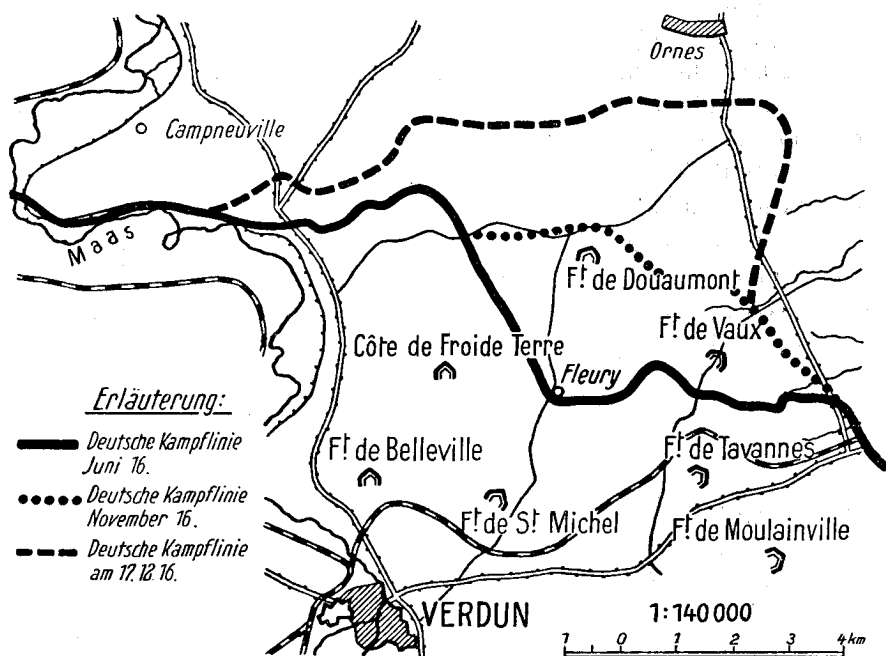 Ornes
Campneuville
Maas
Ft. de Douaumont
Ft. de Vaux
Côte de Froide Terre
Fleury
Erläuterung:
Deutsche Kampflinie
Juni 16.
Deutsche Kampflinie
November 16.
Deutsche Kampflinie
am 17.12.16.
Ft. de Belleville
Ft. de Tavannes
Ft. de St. Michel
Ft. de Moulainville
VERDUN
1:140 000
1 0 1 2 3 4 km